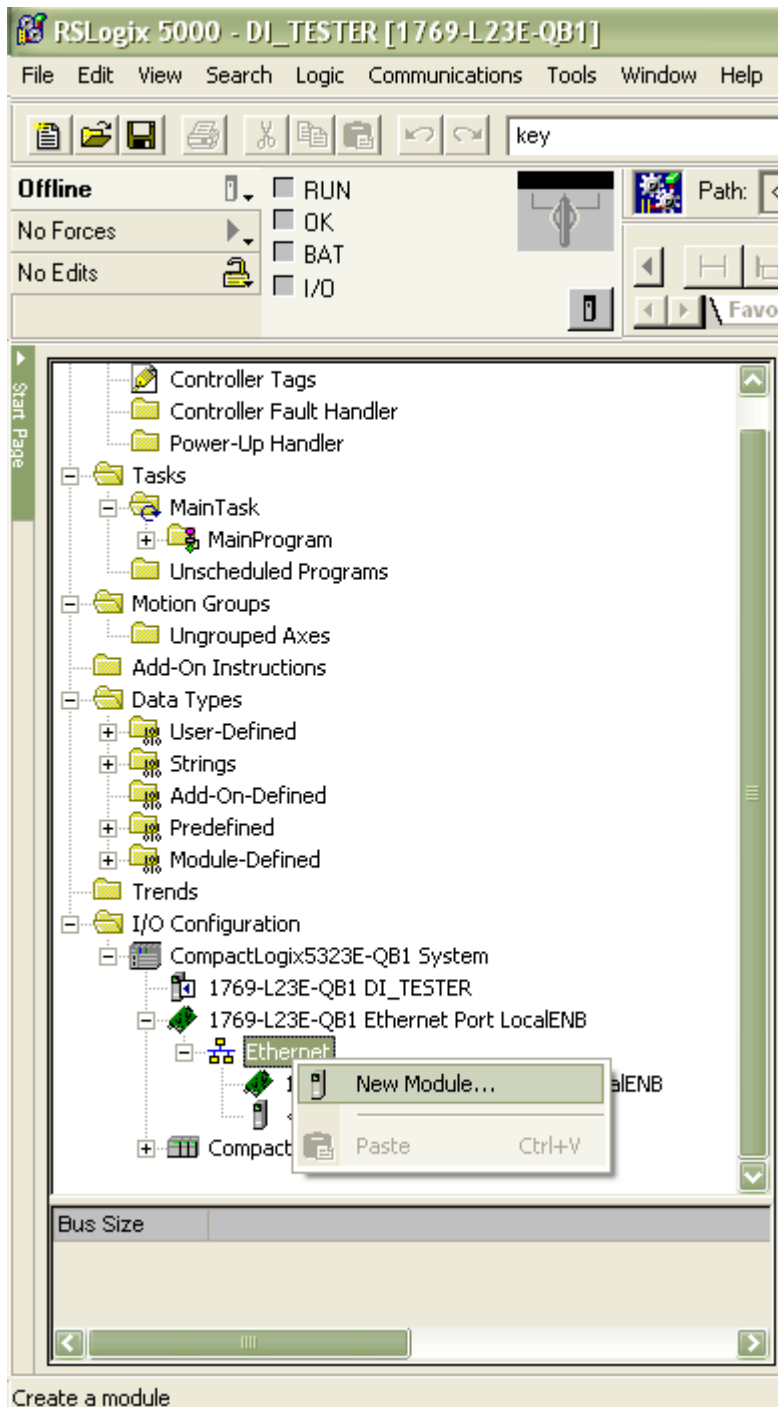 RSLogix 5000 - DI_TESTER [1769-L23E-QB1]
File Edit View Search Logic Communications Tools Window Help
key
Offline
RUN
Path:
No Forces
OK
BAT
No Edits
I/O
Favo
Start Page
Controller Tags
Controller Fault Handler
Power-Up Handler
Tasks
MainTask
MainProgram
Unscheduled Programs
Motion Groups
Ungrouped Axes
Add-On Instructions
Data Types
User-Defined
Strings
Add-On-Defined
Predefined
Module-Defined
Trends
I/O Configuration
CompactLogix5323E-QB1 System
1769-L23E-QB1 DI_TESTER
1769-L23E-QB1 Ethernet Port LocalENB
Ethernet
New Module...
alENB
Compact
Paste Ctrl+V
Bus Size
Create a module